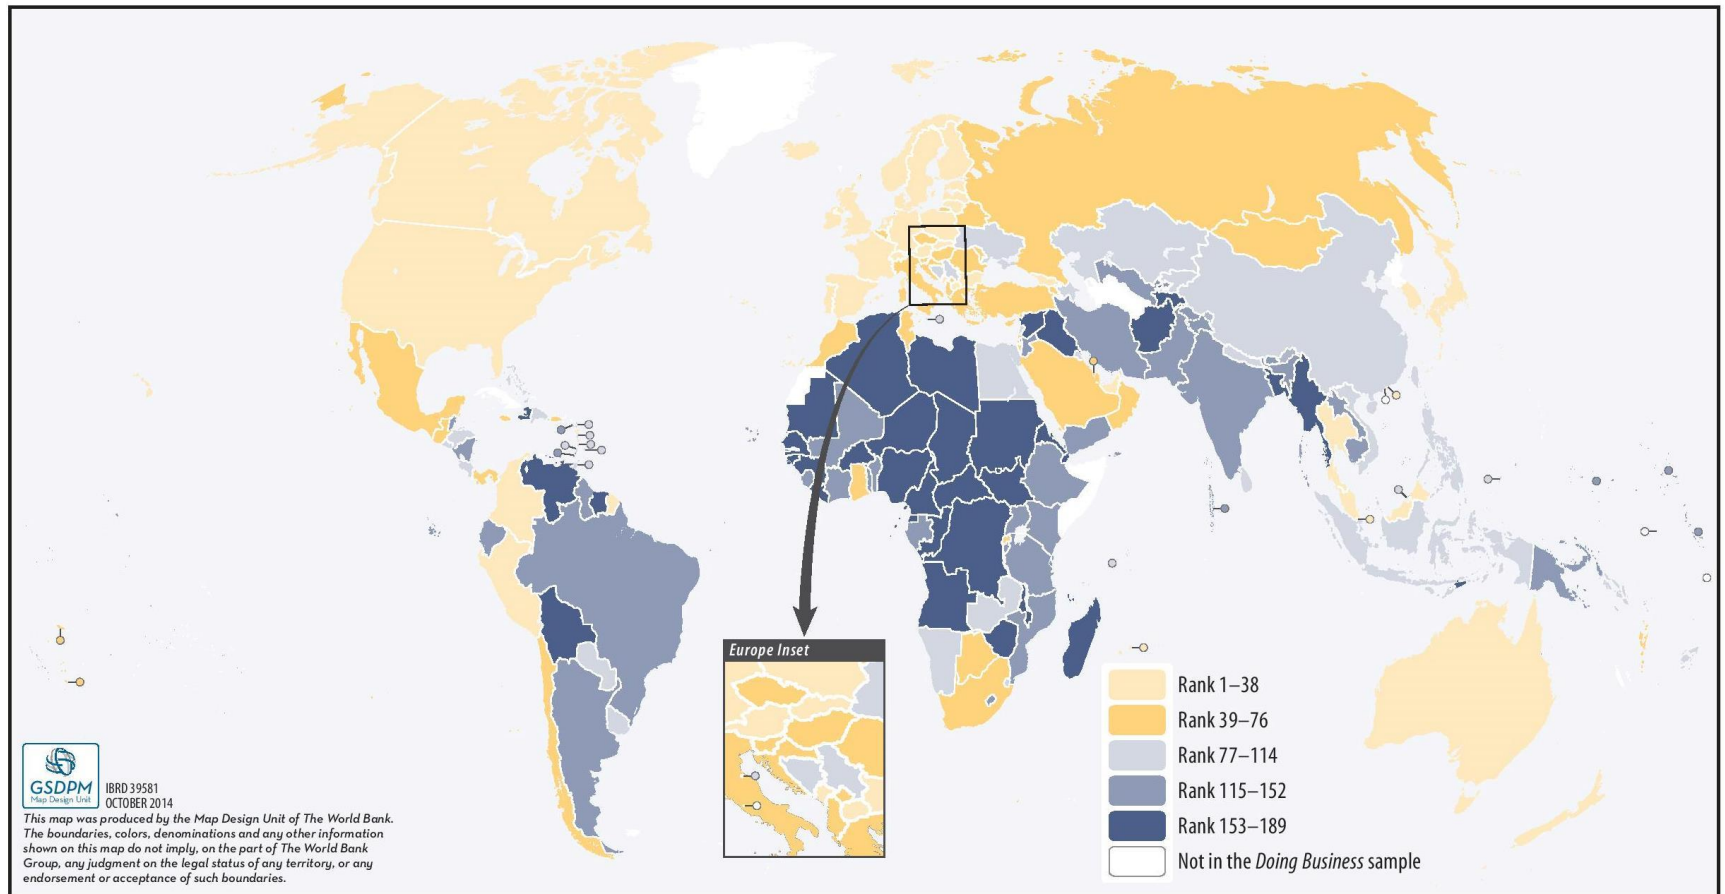 Europe Inset
Rank 1–38
Rank 39–76
Rank 77–114
Rank 115–152
Rank 153–189
Not in the Doing Business sample
GSDPM
Map Design Unit
IBRD 39581
OCTOBER 2014
This map was produced by the Map Design Unit of The World Bank.
The boundaries, colors, denominations and any other information
shown on this map do not imply, on the part of The World Bank
Group, any judgment on the legal status of any territory, or any
endorsement or acceptance of such boundaries.